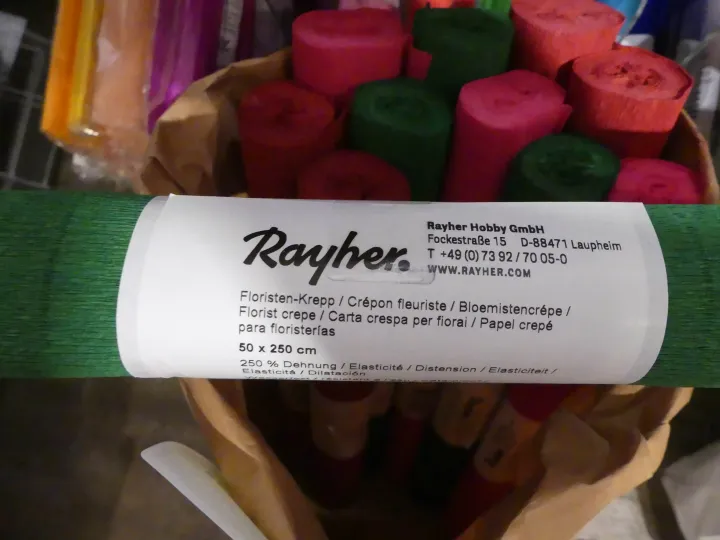 Rayher.
Rayher Hobby GmbH
Fockestraße 15 D-88471 Laupheim
T +49 (0) 73 92 / 70 05-0
WWW.RAYHER.COM
Floristen-Krepp / Crépon fleuriste / Bloemistencrêpe /
Florist crepe / Carta crespa per fiorai / Papel crepé
para floristerías
50 x 250 cm
250 % Dehnung / Elasticité / Distension / Elasticiteit /
Elasticità / Dilatación